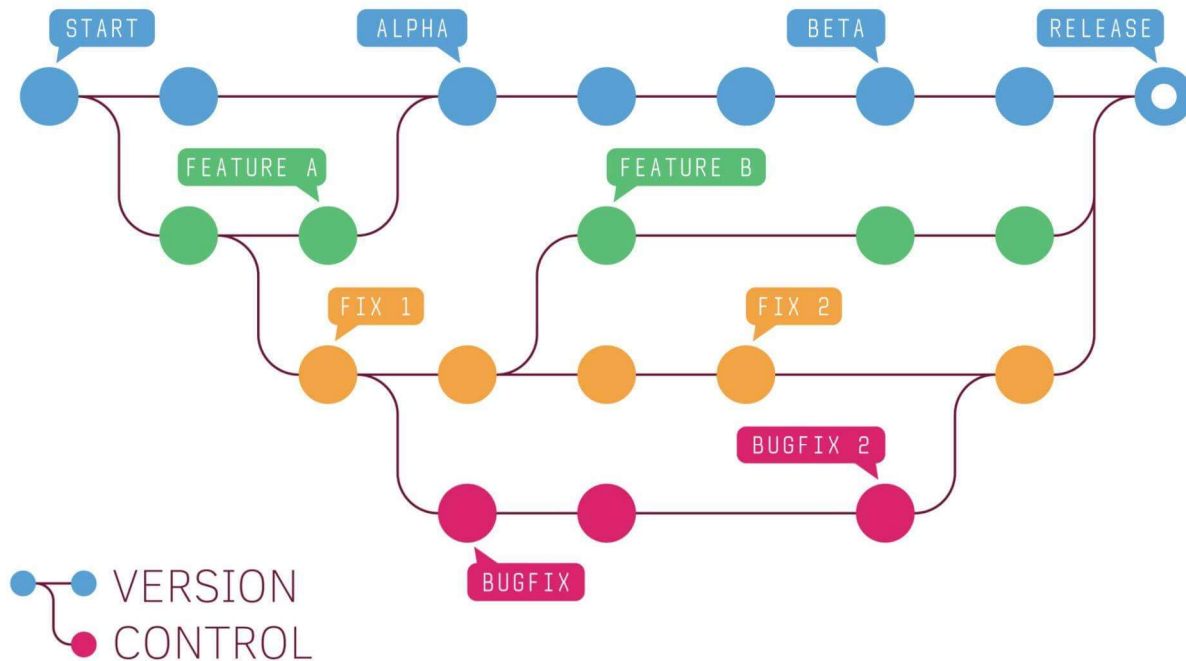 START
ALPHA
BETA
RELEASE
FEATURE A
FEATURE B
FIX 1
FIX 2
BUGFIX 2
BUGFIX
VERSION
CONTROL